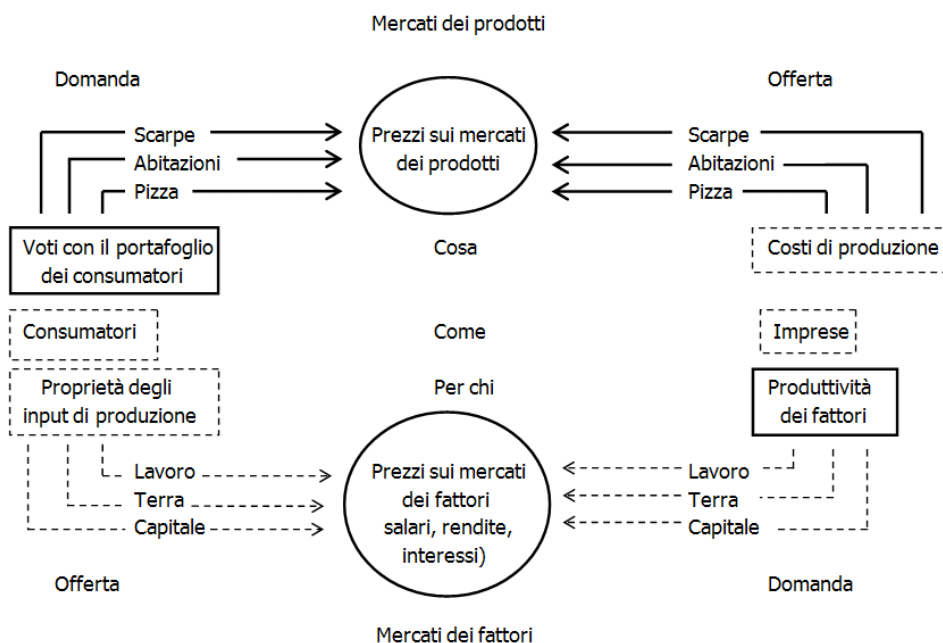 Mercati dei prodotti
Domanda
Offerta
Scarpe
Abitazioni
Pizza
Prezzi sui mercati
dei prodotti
Scarpe
Abitazioni
Pizza
Voti con il portafoglio
dei consumatori
Cosa
Costi di produzione
Consumatori
Come
Imprese
Proprietà degli
input di produzione
Per chi
Produttività
dei fattori
Lavoro
Terra
Capitale
Prezzi sui mercati
dei fattori
salari, rendite,
interessi)
Lavoro
Terra
Capitale
Offerta
Domanda
Mercati dei fattori